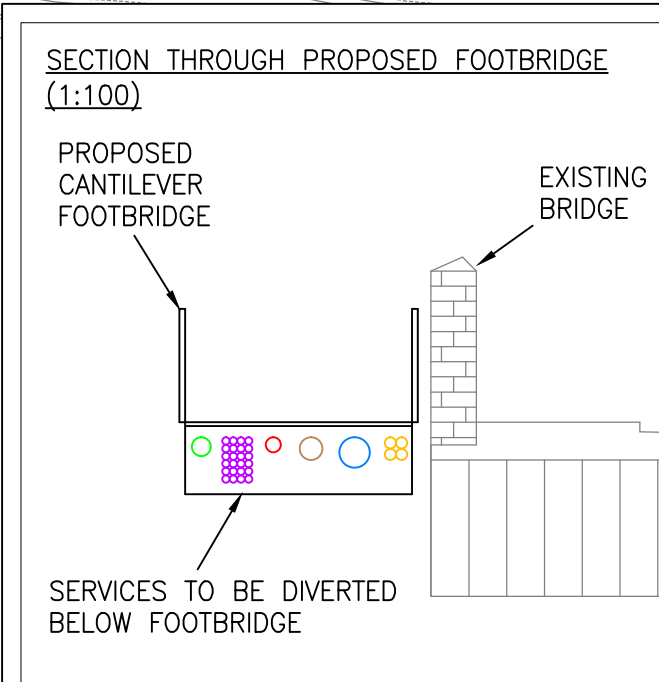 SECTION THROUGH PROPOSED FOOTBRIDGE
(1:100)
PROPOSED
CANTILEVER
FOOTBRIDGE
EXISTING
BRIDGE
SERVICES TO BE DIVERTED
BELOW FOOTBRIDGE